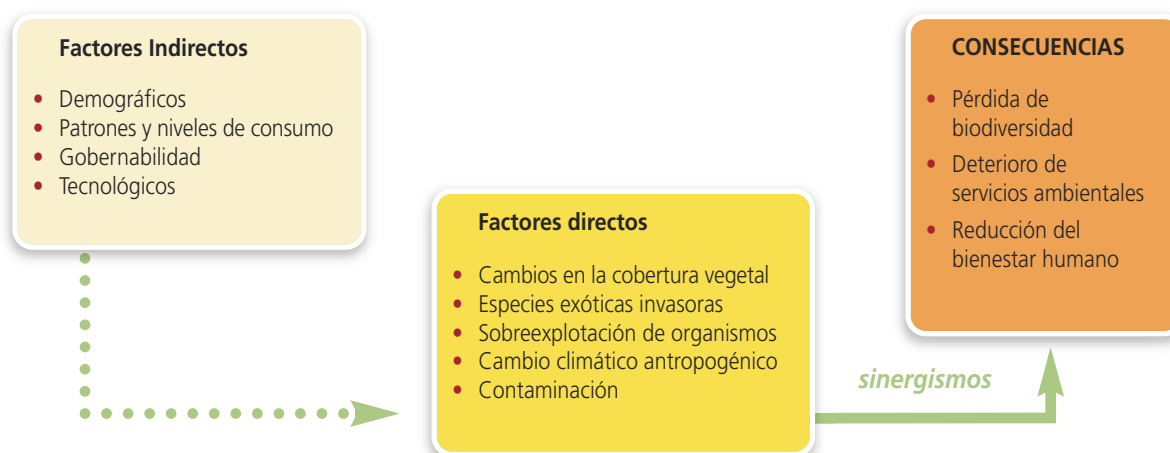 Factores Indirectos
• Demográficos
• Patrones y niveles de consumo
• Gobernabilidad
• Tecnológicos
Factores directos
• Cambios en la cobertura vegetal
• Especies exóticas invasoras
• Sobreexplotación de organismos
• Cambio climático antropogénico
• Contaminación
sinergismos
CONSECUENCIAS
• Pérdida de
biodiversidad
• Deterioro de
servicios ambientales
• Reducción del
bienestar humano